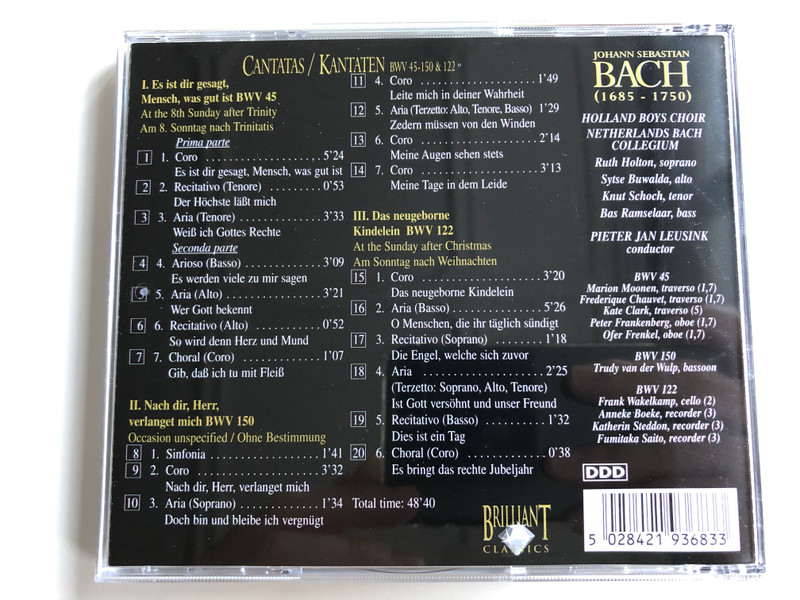 CANTATAS / KANTATEN BWV 45-150 & 122
I. Es ist dir gesagt,
Mensch, was gut ist BWV 45
At the 8th Sunday after Trinity
Am 8. Sonntag nach Trinitatis
Prima parte
1 1. Coro 5'24
Es ist dir gesagt, Mensch, was gut ist
2 2. Recitativo (Tenore) 0'53
Der Höchste läßt mich
3 3. Aria (Tenore) 3'33
Weiß ich Gottes Rechte
Seconda parte
4 4. Arioso (Basso) 3'09
Es werden viele zu mir sagen
5 5. Aria (Alto) 3'21
Wer Gott bekennt
6 6. Recitativo (Alto) 0'52
So wird denn Herz und Mund
7 7. Choral (Coro) 1'07
Gib, daß ich tu mit Fleiß
II. Nach dir, Herr,
verlanget mich BWV 150
Occasion unspecified / Ohne Bestimmung
8 1. Sinfonia 1'41
9 2. Coro 3'32
Nach dir, Herr, verlanget mich
10 3. Aria (Soprano) 1'34
Doch bin und bleibe ich vergnügt
11 4. Coro 1'49
Leite mich in deiner Wahrheit
12 5. Aria (Terzetto: Alto, Tenore, Basso) 1'29
Zedern müssen von den Winden
13 6. Coro 2'14
Meine Augen sehen stets
14 7. Coro 3'13
Meine Tage in dem Leide
III. Das neugeborne
Kindelein BWV 122
At the Sunday after Christmas
Am Sonntag nach Weihnachten
15 1. Coro 3'20
Das neugeborne Kindelein
16 2. Aria (Basso) 5'26
O Menschen, die ihr täglich sündigt
17 3. Recitativo (Soprano) 1'18
Die Engel, welche sich zuvor
18 4. Aria 2'25
(Terzetto: Soprano, Alto, Tenore)
Ist Gott versöhnt und unser Freund
19 5. Recitativo (Basso) 1'32
Dies ist ein Tag
20 6. Choral (Coro) 0'38
Es bringt das rechte Jubeljahr
Total time: 48'40
BRILLIANT
CLASSICS
JOHANN SEBASTIAN
BACH
(1685 - 1750)
HOLLAND BOYS CHOIR
NETHERLANDS BACH
COLLEGIUM
Ruth Holton, soprano
Sytse Buwalda, alto
Knut Schoch, tenor
Bas Ramselaar, bass
PIETER JAN LEUSINK
conductor
BWV 45
Marion Moonen, traverso (1,7)
Frederique Chauvet, traverso (1,7)
Kate Clark, traverso (5)
Peter Frankenberg, oboe (1,7)
Ofer Frenkel, oboe (1,7)
BWV 150
Trudy van der Wulp, bassoon
BWV 122
Frank Wakelkamp, cello (2)
Anneke Boeke, recorder (3)
Katherin Steddon, recorder (3)
Fumitaka Saito, recorder (3)
DDD
5 028421 936833